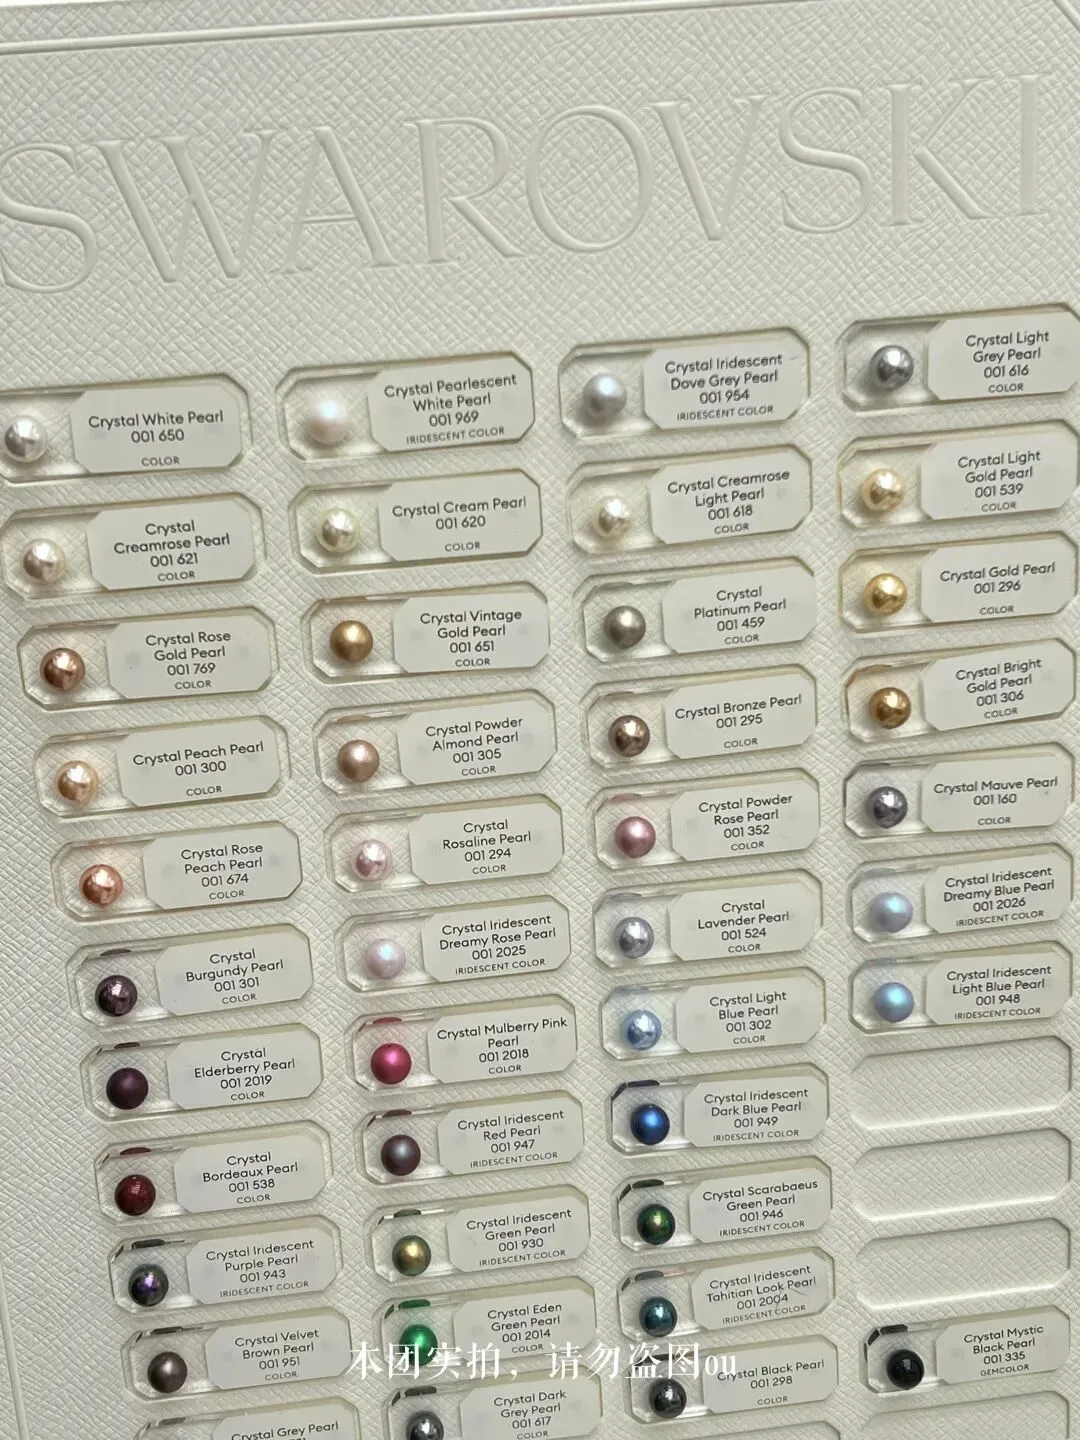 SWAROVSKI
Crystal White Pearl
001 650
COLOR
Crystal Pearlescent
White Pearl
001 969
IRIDESCENT COLOR
Crystal Iridescent
Dove Grey Pearl
001 954
IRIDESCENT COLOR
Crystal Light
Grey Pearl
001 616
COLOR
Crystal
Creamrose Pearl
001 621
COLOR
Crystal Cream Pearl
001 620
COLOR
Crystal Creamrose
Light Pearl
001 618
COLOR
Crystal Light
Gold Pearl
001 539
COLOR
Crystal Rose
Gold Pearl
001 769
COLOR
Crystal Vintage
Gold Pearl
001 651
COLOR
Crystal
Platinum Pearl
001 459
COLOR
Crystal Gold Pearl
001 296
COLOR
Crystal Peach Pearl
001 300
COLOR
Crystal Powder
Almond Pearl
001 305
COLOR
Crystal Bronze Pearl
001 295
COLOR
Crystal Bright
Gold Pearl
001 306
COLOR
Crystal Rose
Peach Pearl
001 674
COLOR
Crystal
Rosaline Pearl
001 294
COLOR
Crystal Powder
Rose Pearl
001 352
COLOR
Crystal Mauve Pearl
001 160
COLOR
Crystal
Burgundy Pearl
001 301
COLOR
Crystal Iridescent
Dreamy Rose Pearl
001 2025
IRIDESCENT COLOR
Crystal
Lavender Pearl
001 524
COLOR
Crystal Iridescent
Dreamy Blue Pearl
001 2026
IRIDESCENT COLOR
Crystal
Elderberry Pearl
001 2019
COLOR
Crystal Mulberry Pink
Pearl
001 2018
COLOR
Crystal Light
Blue Pearl
001 302
COLOR
Crystal Iridescent
Light Blue Pearl
001 948
IRIDESCENT COLOR
Crystal
Bordeaux Pearl
001 538
COLOR
Crystal Iridescent
Red Pearl
001 947
IRIDESCENT COLOR
Crystal Iridescent
Dark Blue Pearl
001 949
IRIDESCENT COLOR
Crystal Iridescent
Purple Pearl
001 943
IRIDESCENT COLOR
Crystal Iridescent
Green Pearl
001 930
IRIDESCENT COLOR
Crystal Scarabaeus
Green Pearl
001 946
IRIDESCENT COLOR
Crystal Velvet
Brown Pearl
001 951
COLOR
Crystal Eden
Green Pearl
001 2014
COLOR
Crystal Iridescent
Tahitian Look Pearl
001 2004
IRIDESCENT COLOR
Crystal Mystic
Black Pearl
001 335
GEMCOLOR
本团实拍，请勿盗图ou
Crystal Grey Pearl
Crystal Dark
Grey Pearl
001 617
COLOR
Crystal Black Pearl
001 298
COLOR